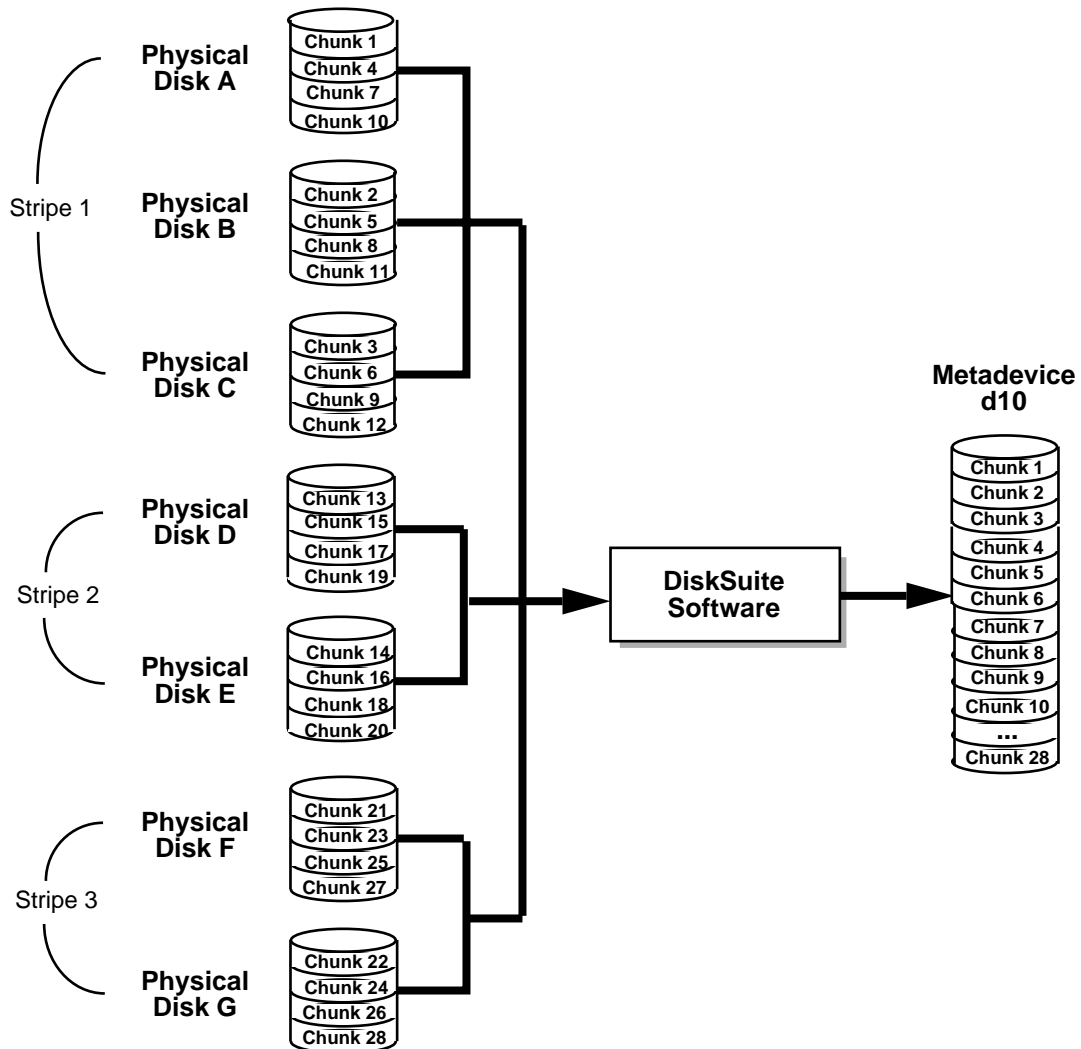 Stripe 1
Physical
Disk A
Chunk 1
Chunk 4
Chunk 7
Chunk 10
Physical
Disk B
Chunk 2
Chunk 5
Chunk 8
Chunk 11
Physical
Disk C
Chunk 3
Chunk 6
Chunk 9
Chunk 12
Stripe 2
Physical
Disk D
Chunk 13
Chunk 15
Chunk 17
Chunk 19
Physical
Disk E
Chunk 14
Chunk 16
Chunk 18
Chunk 20
Stripe 3
Physical
Disk F
Chunk 21
Chunk 23
Chunk 25
Chunk 27
Physical
Disk G
Chunk 22
Chunk 24
Chunk 26
Chunk 28
DiskSuite
Software
Metadevice
d10
Chunk 1
Chunk 2
Chunk 3
Chunk 4
Chunk 5
Chunk 6
Chunk 7
Chunk 8
Chunk 9
Chunk 10
...
Chunk 28